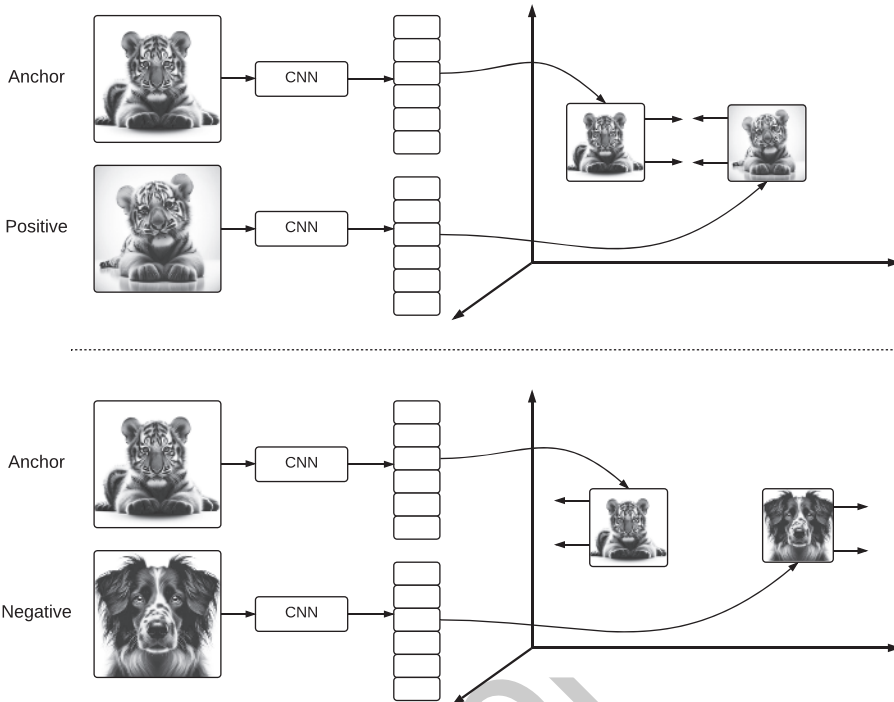 Anchor
CNN
Positive
CNN
Anchor
CNN
Negative
CNN